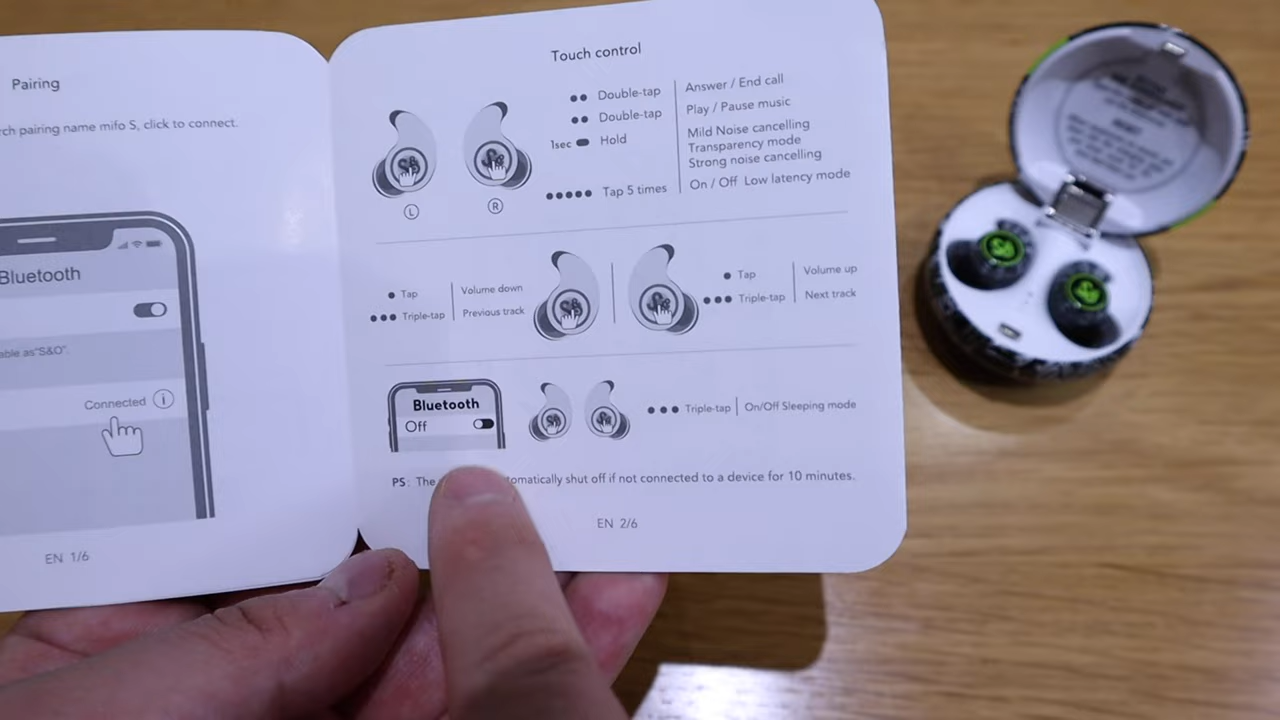 Pairing
rch pairing name mifo S, click to connect.
Bluetooth
able as"S&O".
Connected i
EN 1/6
Touch control
Double-tap Answer / End call
Double-tap Play / Pause music
1sec Hold Mild Noise cancelling
Transparency mode
Strong noise cancelling
Tap 5 times On / Off Low latency mode
L R
Tap Volume down
Triple-tap Previous track
Tap Volume up
Triple-tap Next track
Bluetooth
Off
Triple-tap On/Off Sleeping mode
PS: The tomatically shut off if not connected to a device for 10 minutes.
EN 2/6